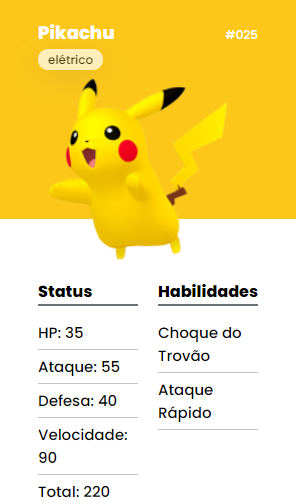 Pikachu
#025
elétrico
Status
HP: 35
Ataque: 55
Defesa: 40
Velocidade:
90
Total: 220
Habilidades
Choque do
Trovão
Ataque
Rápido